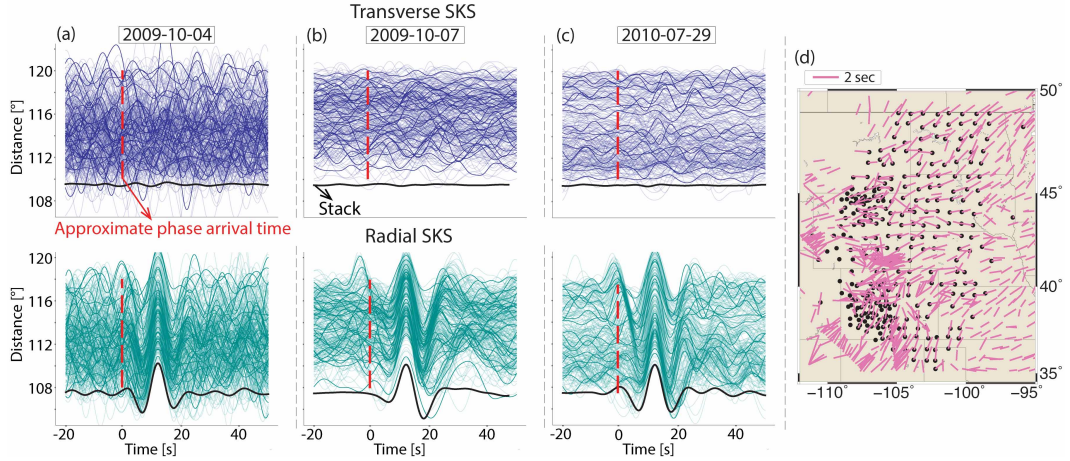 Transverse SKS
(a) 2009-10-04 (b) 2009-10-07 (c) 2010-07-29 (d)
2 sec
Distance [°]
120
116
112
108
Stack
Approximate phase arrival time
50°
45°
40°
35°
−110° −105° −100° −95°
Radial SKS
Distance [°]
120
116
112
108
-20 0 20 40 -20 0 20 40 -20 0 20 40
Time [s] Time [s] Time [s]